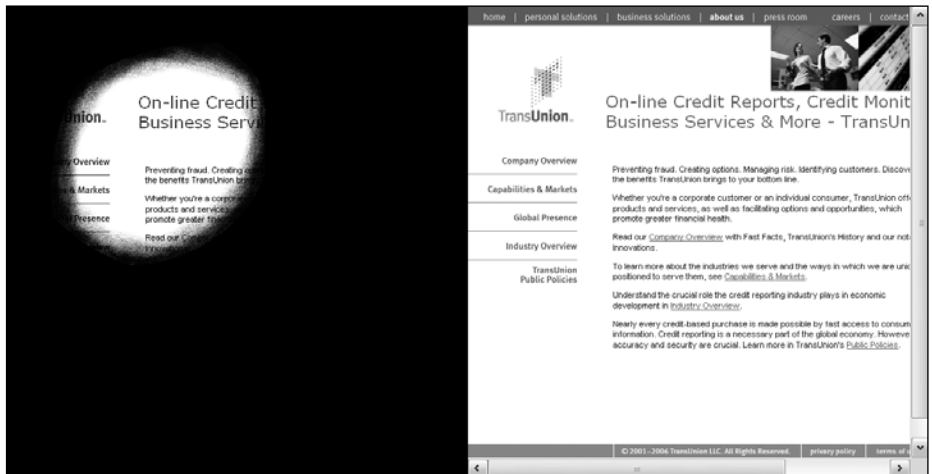 On-line Credit
Business Servi
nion
Overview
Preventing fraud. Creating
the benefits TransUnion
& Markets
Whether you're a
products and services
Presence
promote greater
Read our
home | personal solutions | business solutions | about us | press room careers | contact
TransUnion
On-line Credit Reports, Credit Monit
Business Services & More - TransUn
Company Overview
Capabilities & Markets
Global Presence
Industry Overview
TransUnion
Public Policies
Preventing fraud. Creating options. Managing risk. Identifying customers. Discove
the benefits TransUnion brings to your bottom line.
Whether you're a corporate customer or an individual consumer, TransUnion offe
products and services, as well as facilitating options and opportunities, which
promote greater financial health.
Read our Company Overview with Fast Facts, TransUnion's History and our not
innovations.
To learn more about the industries we serve and the ways in which we are unic
positioned to serve them, see Capabilities & Markets.
Understand the crucial role the credit reporting industry plays in economic
development in Industry Overview.
Nearly every credit-based purchase is made possible by fast access to consum
information. Credit reporting is a necessary part of the global economy. Howeve
accuracy and security are crucial. Learn more in TransUnion's Public Policies.
© 2001-2006 TransUnion LLC. All Rights Reserved. | privacy policy | terms of u